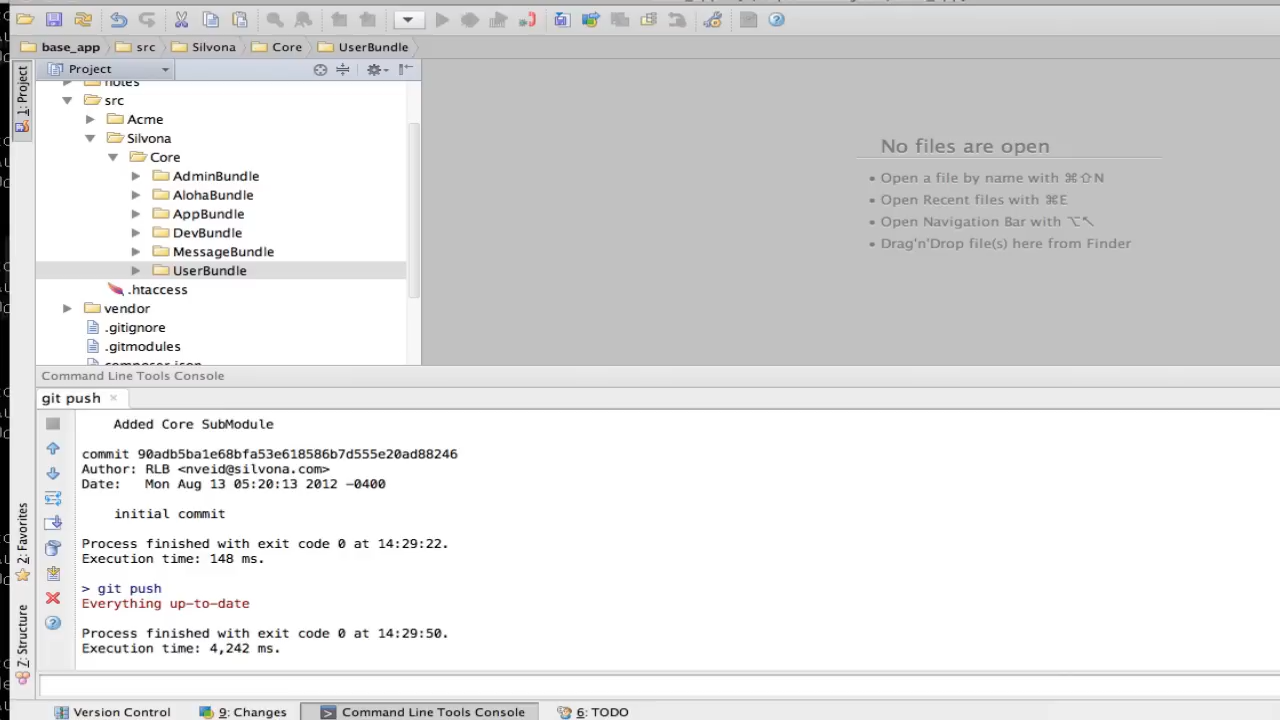 base_app src Silvona Core UserBundle
Project
1: Project
notes
src
Acme
Silvona
Core
AdminBundle
AlohaBundle
AppBundle
DevBundle
MessageBundle
UserBundle
.htaccess
vendor
.gitignore
.gitmodules
composer.json
No files are open
• Open a file by name with ⌘⇧N
• Open Recent files with ⌘E
• Open Navigation Bar with ⌥↖
• Drag'n'Drop file(s) here from Finder
Command Line Tools Console
git push
2: Favorites
7: Structure
Added Core SubModule
commit 90adb5ba1e68bfa53e618586b7d555e20ad88246
Author: RLB <nveid@silvona.com>
Date: Mon Aug 13 05:20:13 2012 -0400
initial commit
Process finished with exit code 0 at 14:29:22.
Execution time: 148 ms.
> git push
Everything up-to-date
Process finished with exit code 0 at 14:29:50.
Execution time: 4,242 ms.
Version Control 9: Changes Command Line Tools Console 6: TODO